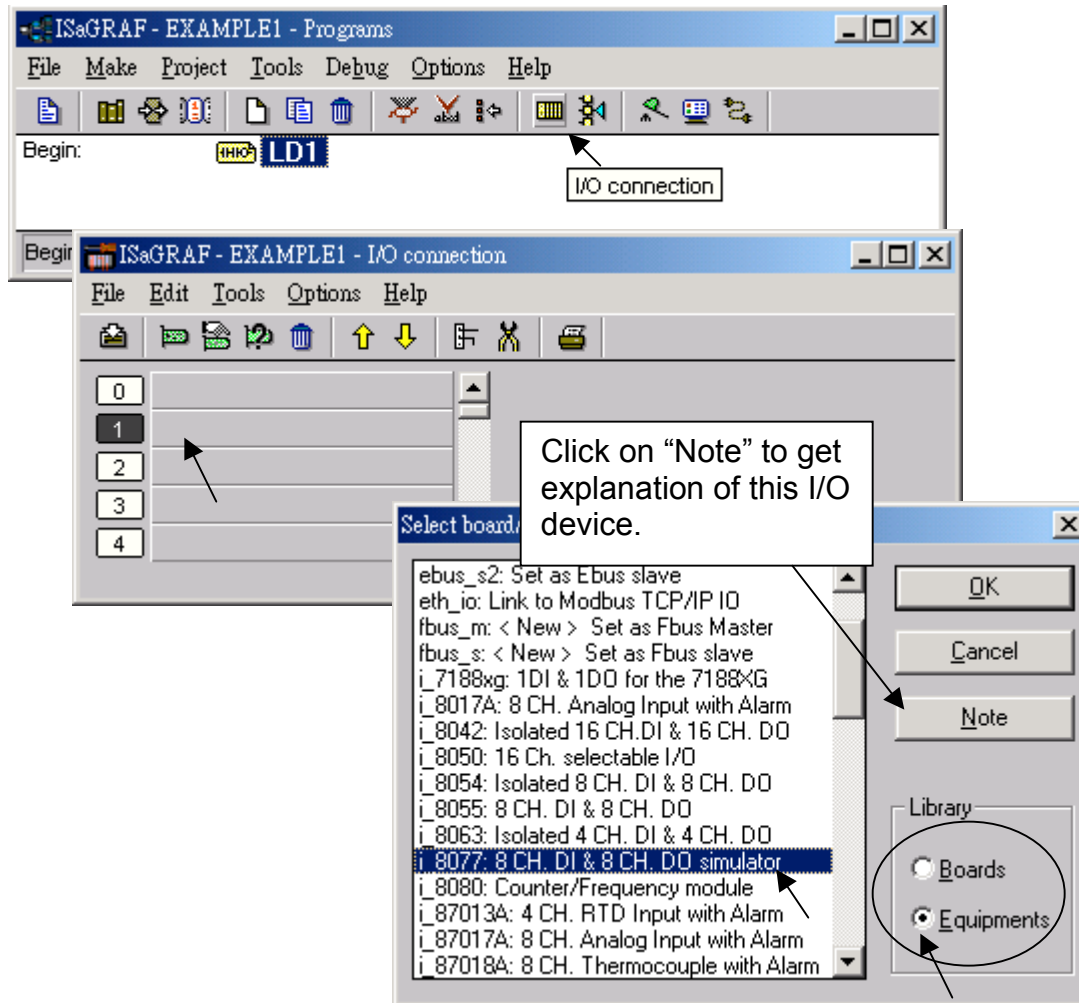 ISaGRAF - EXAMPLE1 - Programs
File Make Project Tools Debug Options Help
Begin: LD1
I/O connection
Begin
ISaGRAF - EXAMPLE1 - I/O connection
File Edit Tools Options Help
0
1
2
3
4
Click on “Note” to get
explanation of this I/O
device.
Select board/
ebus_s2: Set as Ebus slave
eth_io: Link to Modbus TCP/IP IO
fbus_m: < New > Set as Fbus Master
fbus_s: < New > Set as Fbus slave
i_7188xg: 1DI & 1DO for the 7188XG
i_8017A: 8 CH. Analog Input with Alarm
i_8042: Isolated 16 CH.DI & 16 CH. DO
i_8050: 16 Ch. selectable I/O
i_8054: Isolated 8 CH. DI & 8 CH. DO
i_8055: 8 CH. DI & 8 CH. DO
i_8063: Isolated 4 CH. DI & 4 CH. DO
i_8077: 8 CH. DI & 8 CH. DO simulator
i_8080: Counter/Frequency module
i_87013A: 4 CH. RTD Input with Alarm
i_87017A: 8 CH. Analog Input with Alarm
i_87018A: 8 CH. Thermocouple with Alarm
OK
Cancel
Note
Library
Boards
Equipments